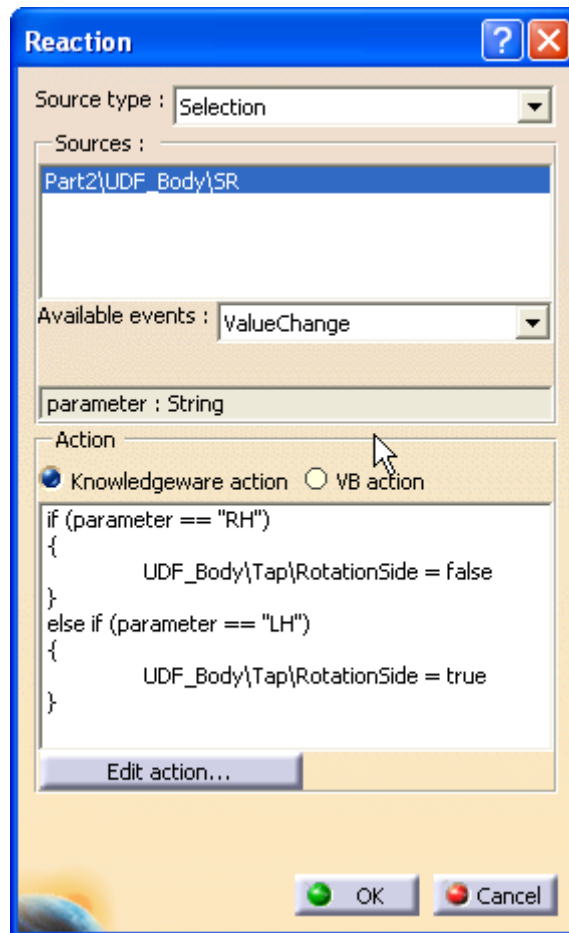 Reaction
Source type : Selection
Sources :
Part2\UDF_Body\SR
Available events : ValueChange
parameter : String
Action
Knowledgeware action VB action
if (parameter == "RH")
{
UDF_Body\Tap\RotationSide = false
}
else if (parameter == "LH")
{
UDF_Body\Tap\RotationSide = true
}
Edit action...
OK Cancel